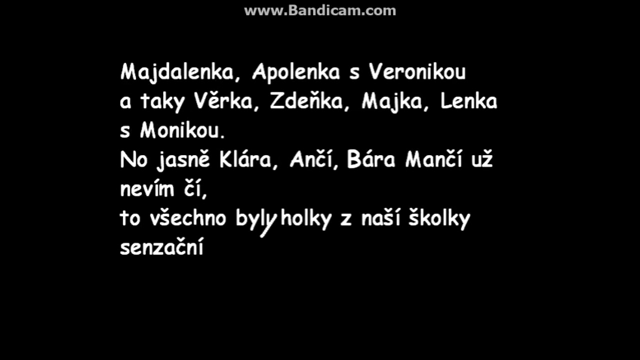 www.Bandicam.com
Majdalenka, Apolenka s Veronikou
a taky Věrka, Zdeňka, Majka, Lenka
s Monikou.
No jasně Klára, Ančí, Bára Mančí už
nevím čí,
to všechno byly holky z naší školky
senzační